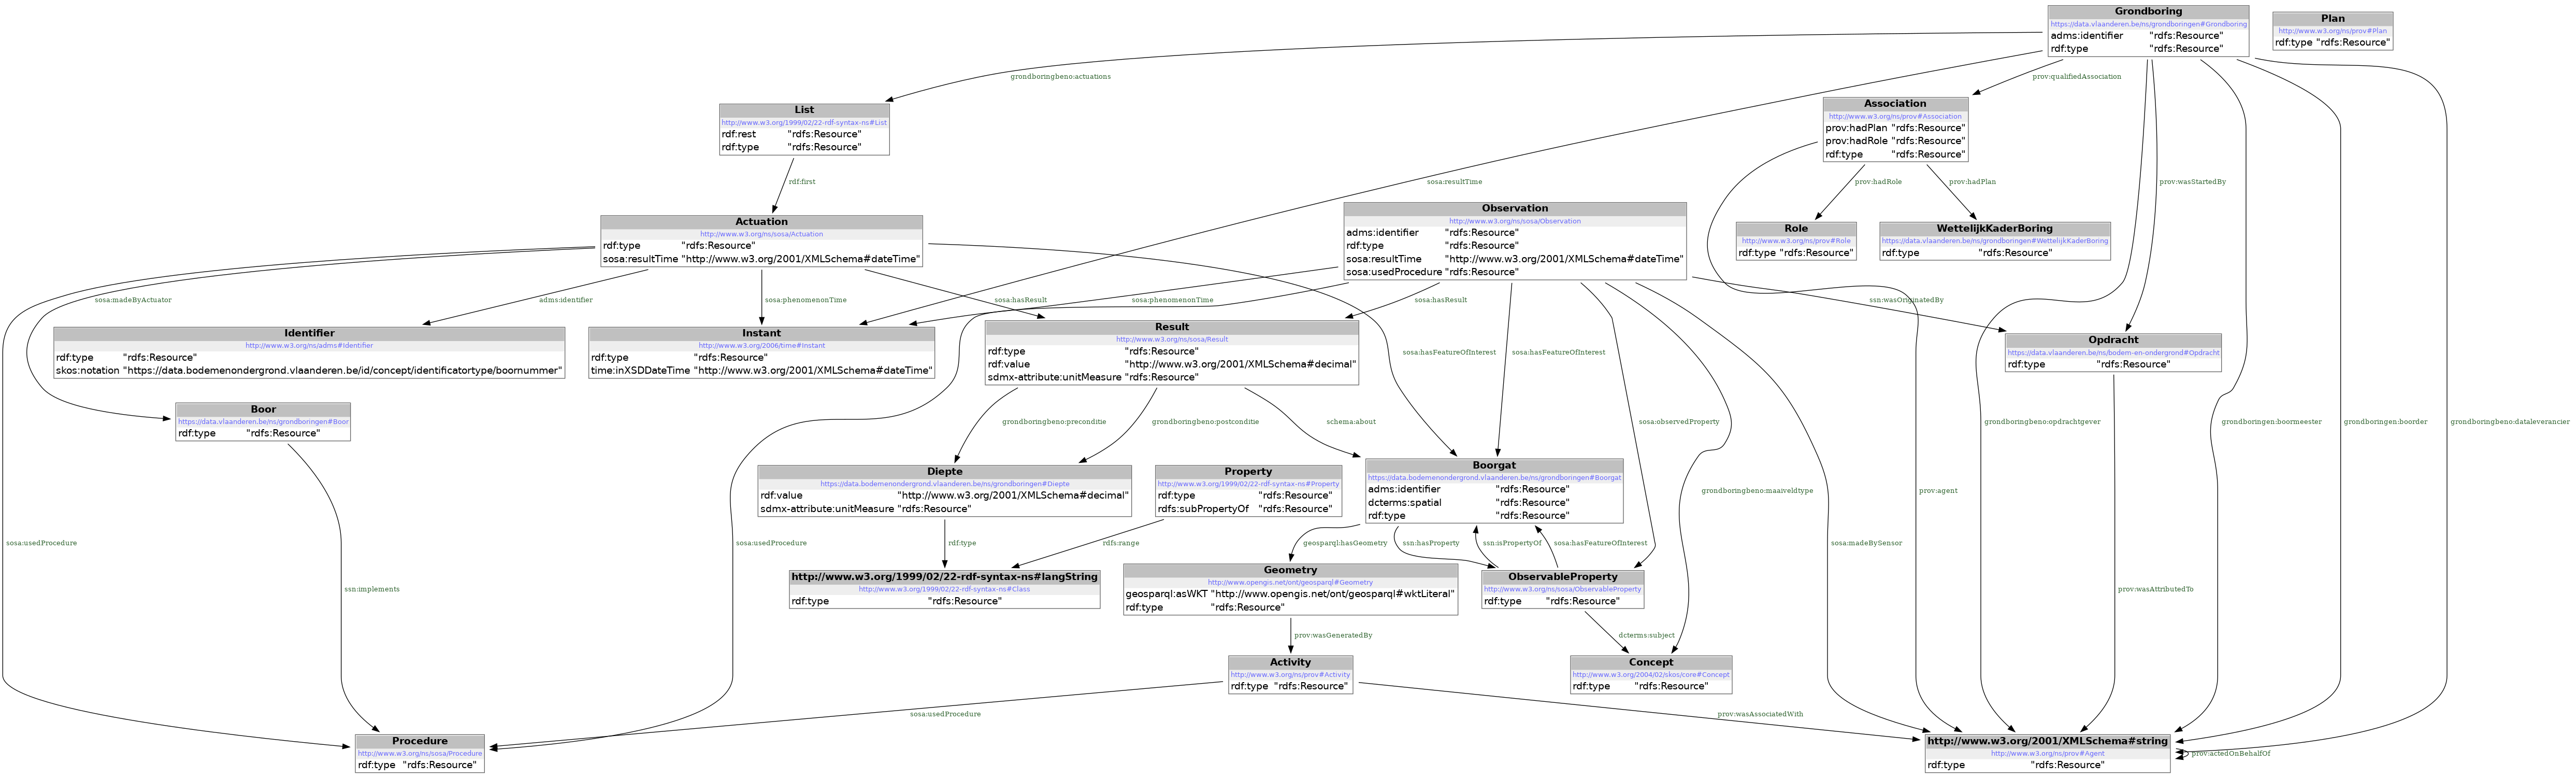 Grondboring
https://data.vlaanderen.be/ns/grondboringen#Grondboring
adms:identifier "rdfs:Resource"
rdf:type "rdfs:Resource"
Plan
http://www.w3.org/ns/prov#Plan
rdf:type "rdfs:Resource"
grondboringbeno:actuations
prov:qualifiedAssociation
List
http://www.w3.org/1999/02/22-rdf-syntax-ns#List
rdf:rest "rdfs:Resource"
rdf:type "rdfs:Resource"
Association
http://www.w3.org/ns/prov#Association
prov:hadPlan "rdfs:Resource"
prov:hadRole "rdfs:Resource"
rdf:type "rdfs:Resource"
rdf:first
sosa:resultTime
prov:hadRole
prov:hadPlan
prov:wasStartedBy
Actuation
http://www.w3.org/ns/sosa/Actuation
rdf:type "rdfs:Resource"
sosa:resultTime "http://www.w3.org/2001/XMLSchema#dateTime"
Observation
http://www.w3.org/ns/sosa/Observation
adms:identifier "rdfs:Resource"
rdf:type "rdfs:Resource"
sosa:resultTime "http://www.w3.org/2001/XMLSchema#dateTime"
sosa:usedProcedure "rdfs:Resource"
Role
http://www.w3.org/ns/prov#Role
rdf:type "rdfs:Resource"
WettelijkKaderBoring
https://data.vlaanderen.be/ns/grondboringen#WettelijkKaderBoring
rdf:type "rdfs:Resource"
sosa:madeByActuator
adms:identifier
sosa:phenomenonTime
sosa:hasResult
sosa:phenomenonTime
sosa:hasResult
ssn:wasOriginatedBy
Identifier
http://www.w3.org/ns/adms#Identifier
rdf:type "rdfs:Resource"
skos:notation "https://data.bodemenondergrond.vlaanderen.be/id/concept/identificatortype/boornummer"
Instant
http://www.w3.org/2006/time#Instant
rdf:type "rdfs:Resource"
time:inXSDDateTime "http://www.w3.org/2001/XMLSchema#dateTime"
Result
http://www.w3.org/ns/sosa/Result
rdf:type "rdfs:Resource"
rdf:value "http://www.w3.org/2001/XMLSchema#decimal"
sdmx-attribute:unitMeasure "rdfs:Resource"
sosa:hasFeatureOfInterest
sosa:hasFeatureOfInterest
Opdracht
https://data.vlaanderen.be/ns/bodem-en-ondergrond#Opdracht
rdf:type "rdfs:Resource"
Boor
https://data.vlaanderen.be/ns/grondboringen#Boor
rdf:type "rdfs:Resource"
grondboringbeno:preconditie
grondboringbeno:postconditie
schema:about
sosa:observedProperty
grondboringbeno:opdrachtgever
grondboringen:boormeester
grondboringen:boorder
grondboringbeno:dataleverancier
Diepte
https://data.bodemenondergrond.vlaanderen.be/ns/grondboringen#Diepte
rdf:value "http://www.w3.org/2001/XMLSchema#decimal"
sdmx-attribute:unitMeasure "rdfs:Resource"
Property
http://www.w3.org/1999/02/22-rdf-syntax-ns#Property
rdf:type "rdfs:Resource"
rdfs:subPropertyOf "rdfs:Resource"
Boorgat
https://data.bodemenondergrond.vlaanderen.be/ns/grondboringen#Boorgat
adms:identifier "rdfs:Resource"
dcterms:spatial "rdfs:Resource"
rdf:type "rdfs:Resource"
grondboringbeno:maaiveldtype
prov:agent
sosa:usedProcedure
sosa:usedProcedure
rdf:type
rdfs:range
geosparql:hasGeometry
ssn:hasProperty
ssn:isPropertyOf
sosa:hasFeatureOfInterest
sosa:madeBySensor
http://www.w3.org/1999/02/22-rdf-syntax-ns#langString
http://www.w3.org/1999/02/22-rdf-syntax-ns#Class
rdf:type "rdfs:Resource"
Geometry
http://www.opengis.net/ont/geosparql#Geometry
geosparql:asWKT "http://www.opengis.net/ont/geosparql#wktLiteral"
rdf:type "rdfs:Resource"
ObservableProperty
http://www.w3.org/ns/sosa/ObservableProperty
rdf:type "rdfs:Resource"
ssn:implements
prov:wasAttributedTo
prov:wasGeneratedBy
dcterms:subject
Activity
http://www.w3.org/ns/prov#Activity
rdf:type "rdfs:Resource"
Concept
http://www.w3.org/2004/02/skos/core#Concept
rdf:type "rdfs:Resource"
sosa:usedProcedure
prov:wasAssociatedWith
Procedure
http://www.w3.org/ns/sosa/Procedure
rdf:type "rdfs:Resource"
http://www.w3.org/2001/XMLSchema#string
http://www.w3.org/ns/prov#Agent
rdf:type "rdfs:Resource"
prov:actedOnBehalfOf